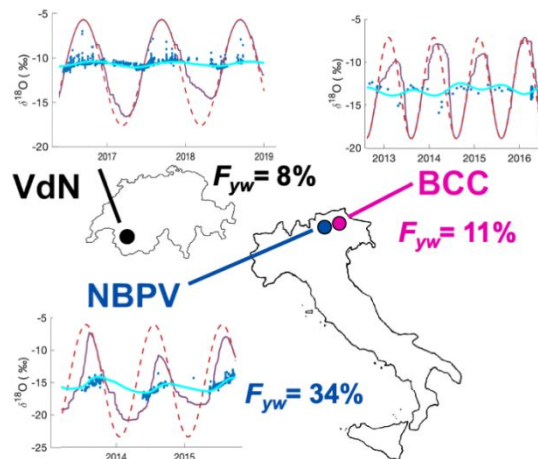 -5
-10
-15
-20
δ¹⁸O (‰)
2017
2018
2019
-5
-10
-15
-20
δ¹⁸O (‰)
2013
2014
2015
2016
VdN
Fyw= 8%
BCC
Fyw= 11%
NBPV
-5
-10
-15
-20
-25
δ¹⁸O (‰)
2014
2015
Fyw= 34%